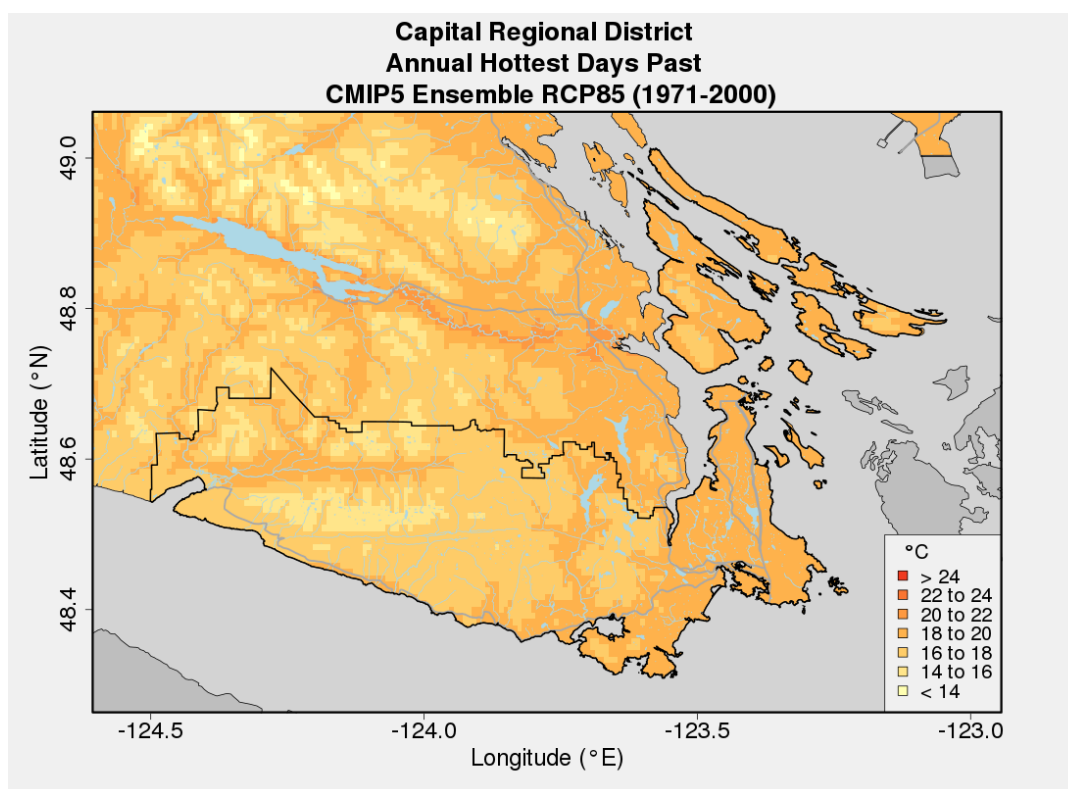 Capital Regional District
Annual Hottest Days Past
CMIP5 Ensemble RCP85 (1971-2000)
49.0
48.8
48.6
48.4
Latitude (°N)
-124.5
-124.0
-123.5
-123.0
Longitude (°E)
°C
> 24
22 to 24
20 to 22
18 to 20
16 to 18
14 to 16
< 14